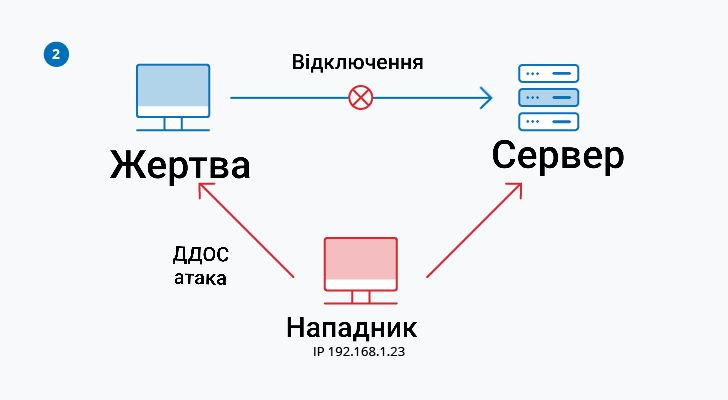 2
Відключення
Жертва
Сервер
ДДОС
атака
Нападник
IP 192.168.1.23